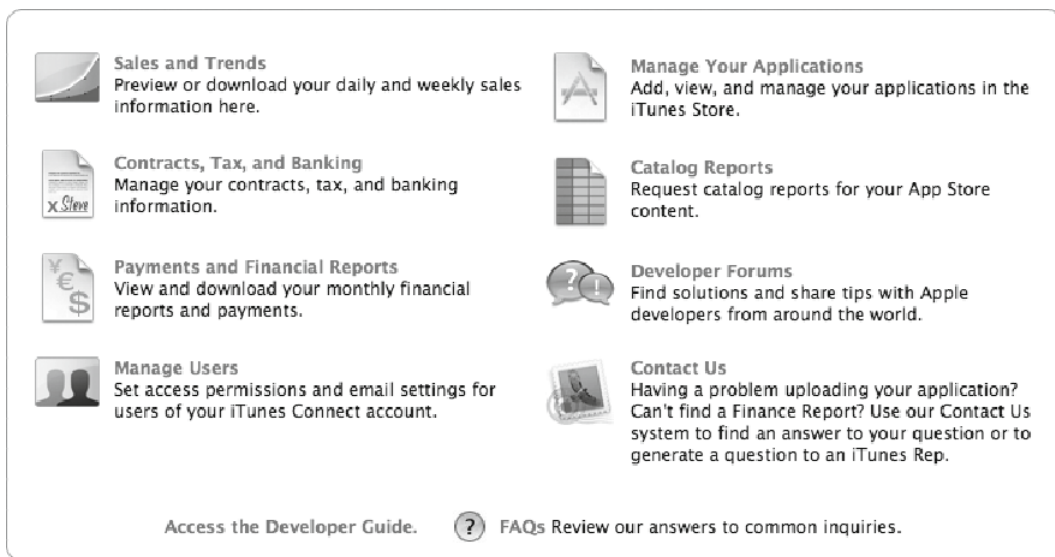 Sales and Trends
Preview or download your daily and weekly sales
information here.
Contracts, Tax, and Banking
Manage your contracts, tax, and banking
information.
x Steve
Payments and Financial Reports
View and download your monthly financial
reports and payments.
¥
€
$
Manage Users
Set access permissions and email settings for
users of your iTunes Connect account.
Manage Your Applications
Add, view, and manage your applications in the
iTunes Store.
Catalog Reports
Request catalog reports for your App Store
content.
Developer Forums
Find solutions and share tips with Apple
developers from around the world.
? !
Contact Us
Having a problem uploading your application?
Can't find a Finance Report? Use our Contact Us
system to find an answer to your question or to
generate a question to an iTunes Rep.
Access the Developer Guide. ? FAQs Review our answers to common inquiries.